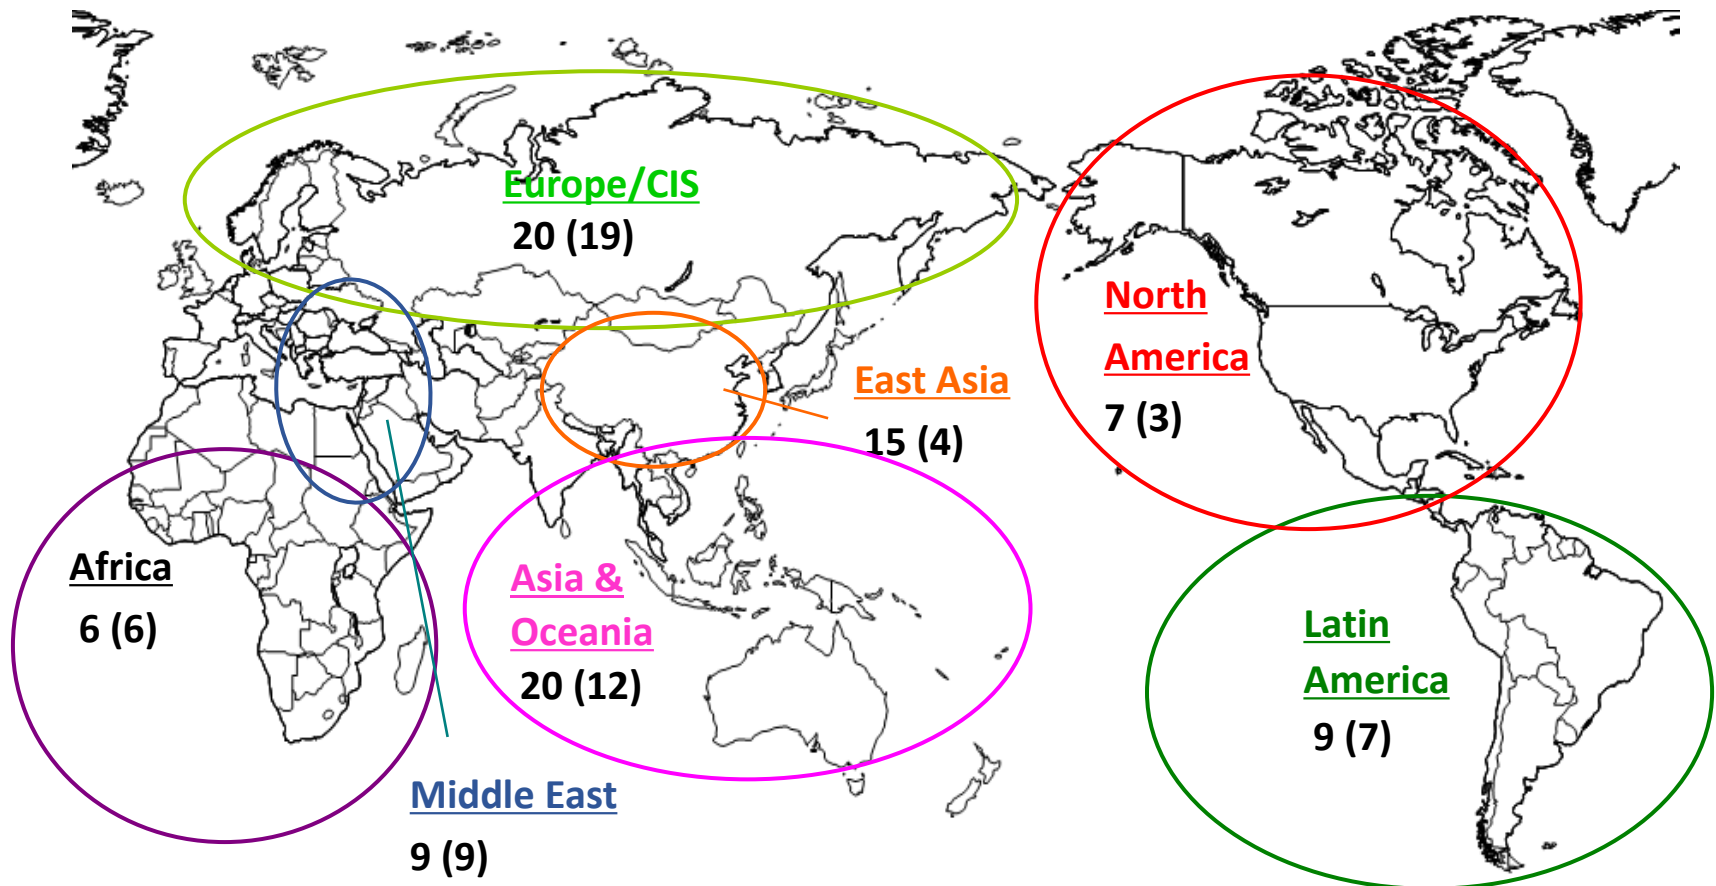 Europe/CIS
20 (19)
North
America
7 (3)
East Asia
15 (4)
Africa
6 (6)
Asia &
Oceania
20 (12)
Latin
America
9 (7)
Middle East
9 (9)